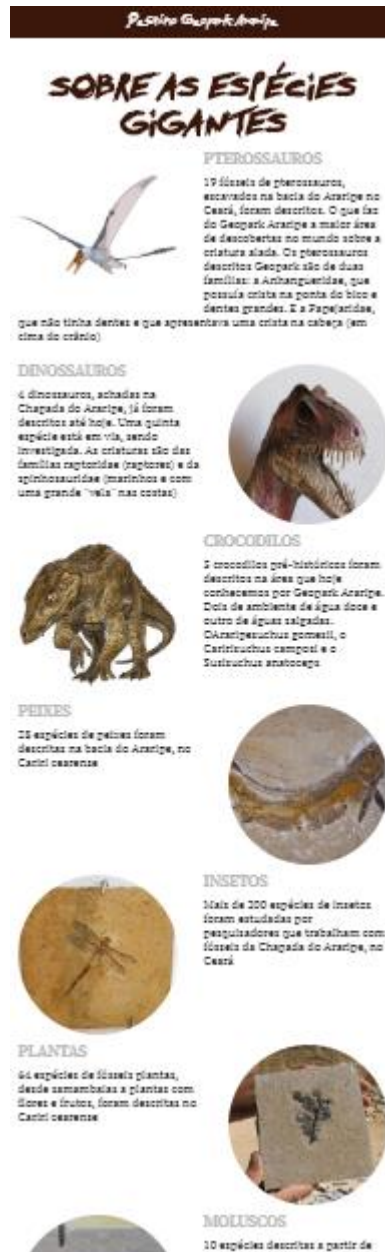 Destino Geopark Araripe
SOBRE AS ESPÉCIES
GIGANTES
PTEROSSAUROS
19 fósseis de pterossauros,
escavados na bacia do Araripe no
Ceará, foram descritos. O que faz
do Geopark Araripe a maior área
de descobertas no mundo sobre a
criatura alada. Os pterossauros
descritos Geopark são de duas
famílias: a Anhangueridae, que
possuía crista na ponta do bico e
dentes grandes. E a Papejaridae,
que não tinha dentes e que apresentava uma crista na cabeça (em
cima do crânio)
DINOSSAUROS
4 dinossauros, achadas na
Chapada do Araripe, já foram
descritos até hoje. Uma quinta
espécie está em via, sendo
investigada. As criaturas são das
famílias raptoridae (raptores) e da
spinhosauridae (marinhos e com
uma grande "vela" nas costas)
CROCODILOS
3 crocodilos pré-históricos foram
descritos na área que hoje
conhecemos por Geopark Araripe.
Dois de ambiente de água doce e
outro de águas salgadas.
OAraripesuchus gomesii, o
Caririsuchus camposi e o
Susisuchus anatoceps
PEIXES
28 espécies de peixes foram
descritas na bacia do Araripe, no
Cariri cearense
INSETOS
Mais de 200 espécies de insetos
foram estudadas por
pesquisadores que trabalham com
fósseis da Chapada do Araripe, no
Ceará
PLANTAS
64 espécies de fósseis plantas,
desde samambaias a plantas com
flores e frutos, foram descritas no
Cariri cearense
MOLUSCOS
10 espécies descritas a partir de